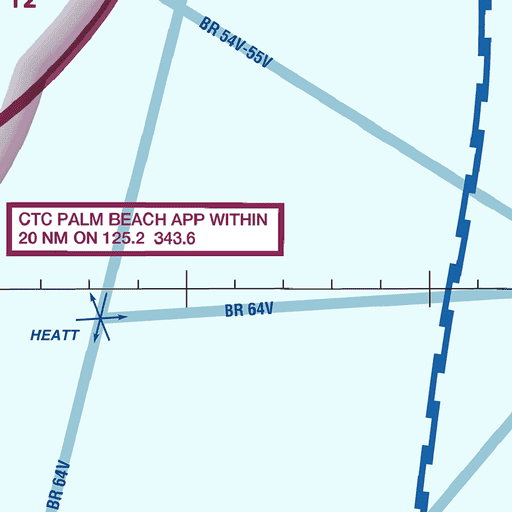 12
BR 54V-55V
CTC PALM BEACH APP WITHIN
20 NM ON 125.2 343.6
BR 64V
HEATT
BR 64V